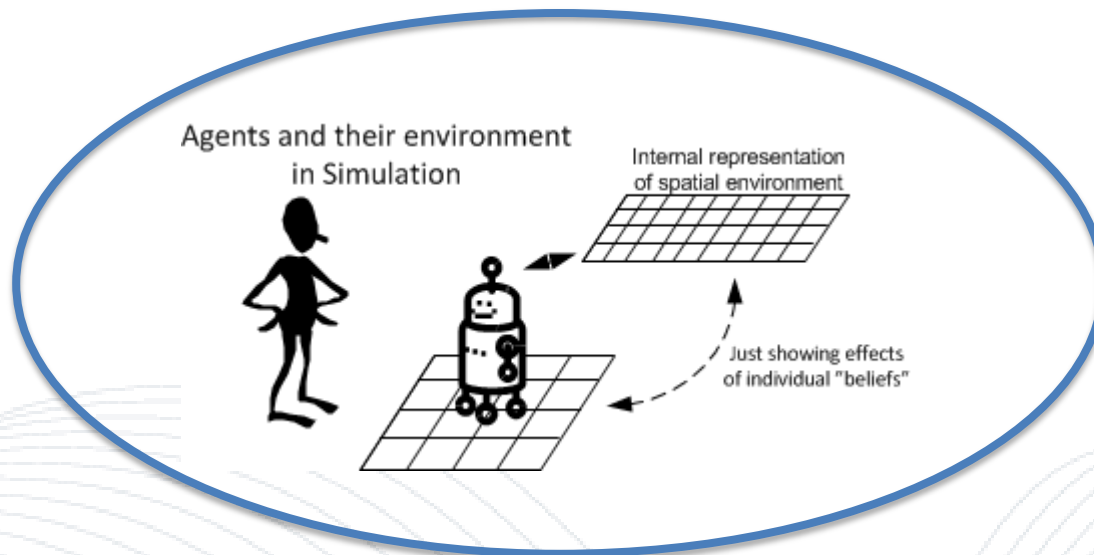 Agents and their environment
in Simulation
Internal representation
of spatial environment
Just showing effects
of individual "beliefs"